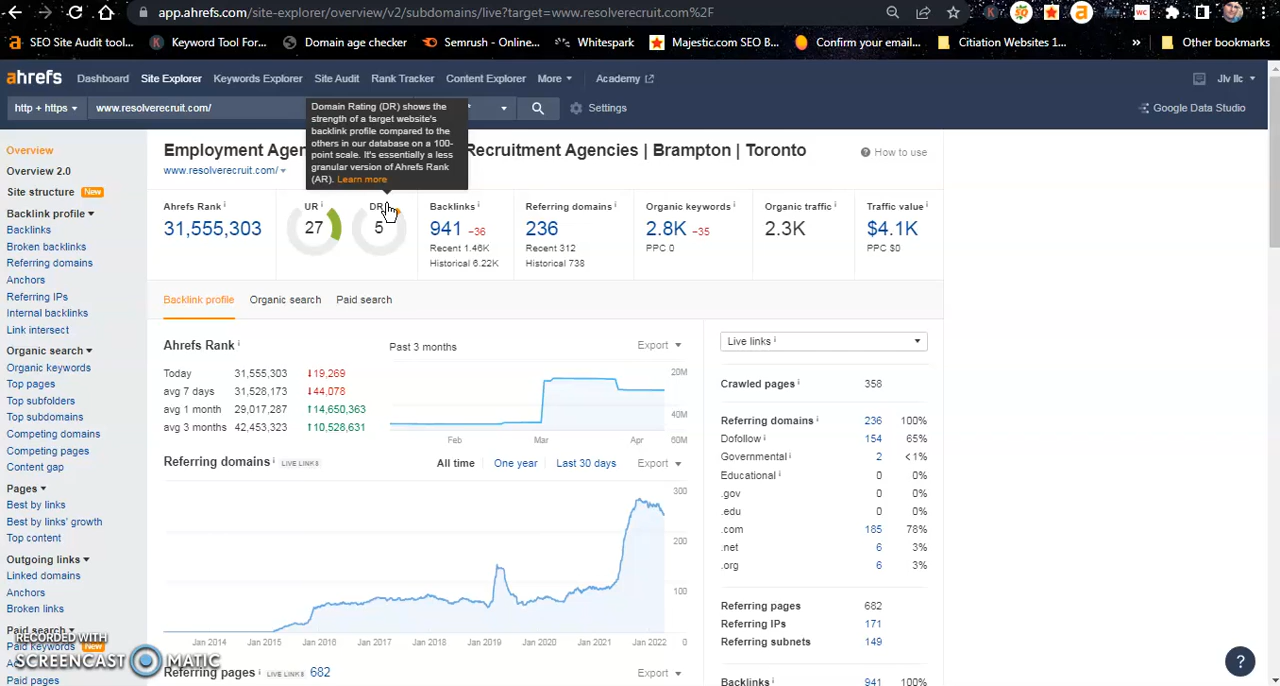 app.ahrefs.com/site-explorer/overview/v2/subdomains/live?target=www.resolverecruit.com%2F
SEO Site Audit tool...
Keyword Tool For...
Domain age checker
Semrush - Online...
Whitespark
Majestic.com SEO B...
Confirm your email...
Citiation Websites 1...
»
Other bookmarks
ahrefs
Dashboard
Site Explorer
Keywords Explorer
Site Audit
Rank Tracker
Content Explorer
More
Academy
Jlv llc
http + https
www.resolverecruit.com/
Settings
Google Data Studio
Domain Rating (DR) shows the
strength of a target website's
backlink profile compared to the
others in our database on a 100-
point scale. It's essentially a less
granular version of Ahrefs Rank
(AR). Learn more
Overview
Overview 2.0
Site structure New
Backlink profile
Backlinks
Broken backlinks
Referring domains
Anchors
Referring IPs
Internal backlinks
Link intersect
Organic search
Organic keywords
Top pages
Top subfolders
Top subdomains
Competing domains
Competing pages
Content gap
Pages
Best by links
Best by links' growth
Top content
Outgoing links
Linked domains
Anchors
Broken links
Paid search
Paid keywords New
Paid pages
Employment Agen Recruitment Agencies | Brampton | Toronto
How to use
www.resolverecruit.com/
Ahrefs Rank
31,555,303
UR
27
DR
5
Backlinks
941 -36
Recent 1.46K
Historical 6.22K
Referring domains
236
Recent 312
Historical 738
Organic keywords
2.8K -35
PPC 0
Organic traffic
2.3K
Traffic value
$4.1K
PPC $0
Backlink profile
Organic search
Paid search
Ahrefs Rank
Past 3 months
Export
Today 31,555,303 ↓19,269
avg 7 days 31,528,173 ↓44,078
avg 1 month 29,017,287 ↑14,650,363
avg 3 months 42,453,323 ↑10,528,631
20M
40M
60M
Feb Mar Apr
Referring domains LIVE LINKS
All time One year Last 30 days Export
300
200
100
0
Jan 2014 Jan 2015 Jan 2016 Jan 2017 Jan 2018 Jan 2019 Jan 2020 Jan 2021 Jan 2022
Referring pages LIVE LINKS 682
Export
Live links
Crawled pages 358
Referring domains 236 100%
Dofollow 154 65%
Governmental 2 <1%
Educational 0 0%
.gov 0 0%
.edu 0 0%
.com 185 78%
.net 6 3%
.org 6 3%
Referring pages 682
Referring IPs 171
Referring subnets 149
Backlinks 941 100%
RECORDED WITH
SCREENCAST MATIC
?